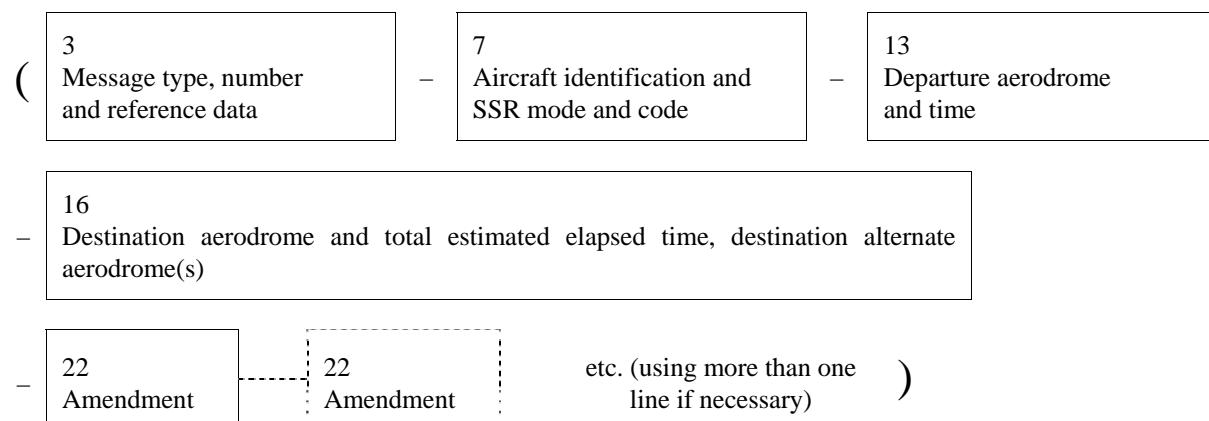 3 7 13
( Message type, number – Aircraft identification and – Departure aerodrome
and reference data SSR mode and code and time
16
– Destination aerodrome and total estimated elapsed time, destination alternate
aerodrome(s)
22 22 etc. (using more than one
– Amendment Amendment line if necessary) )